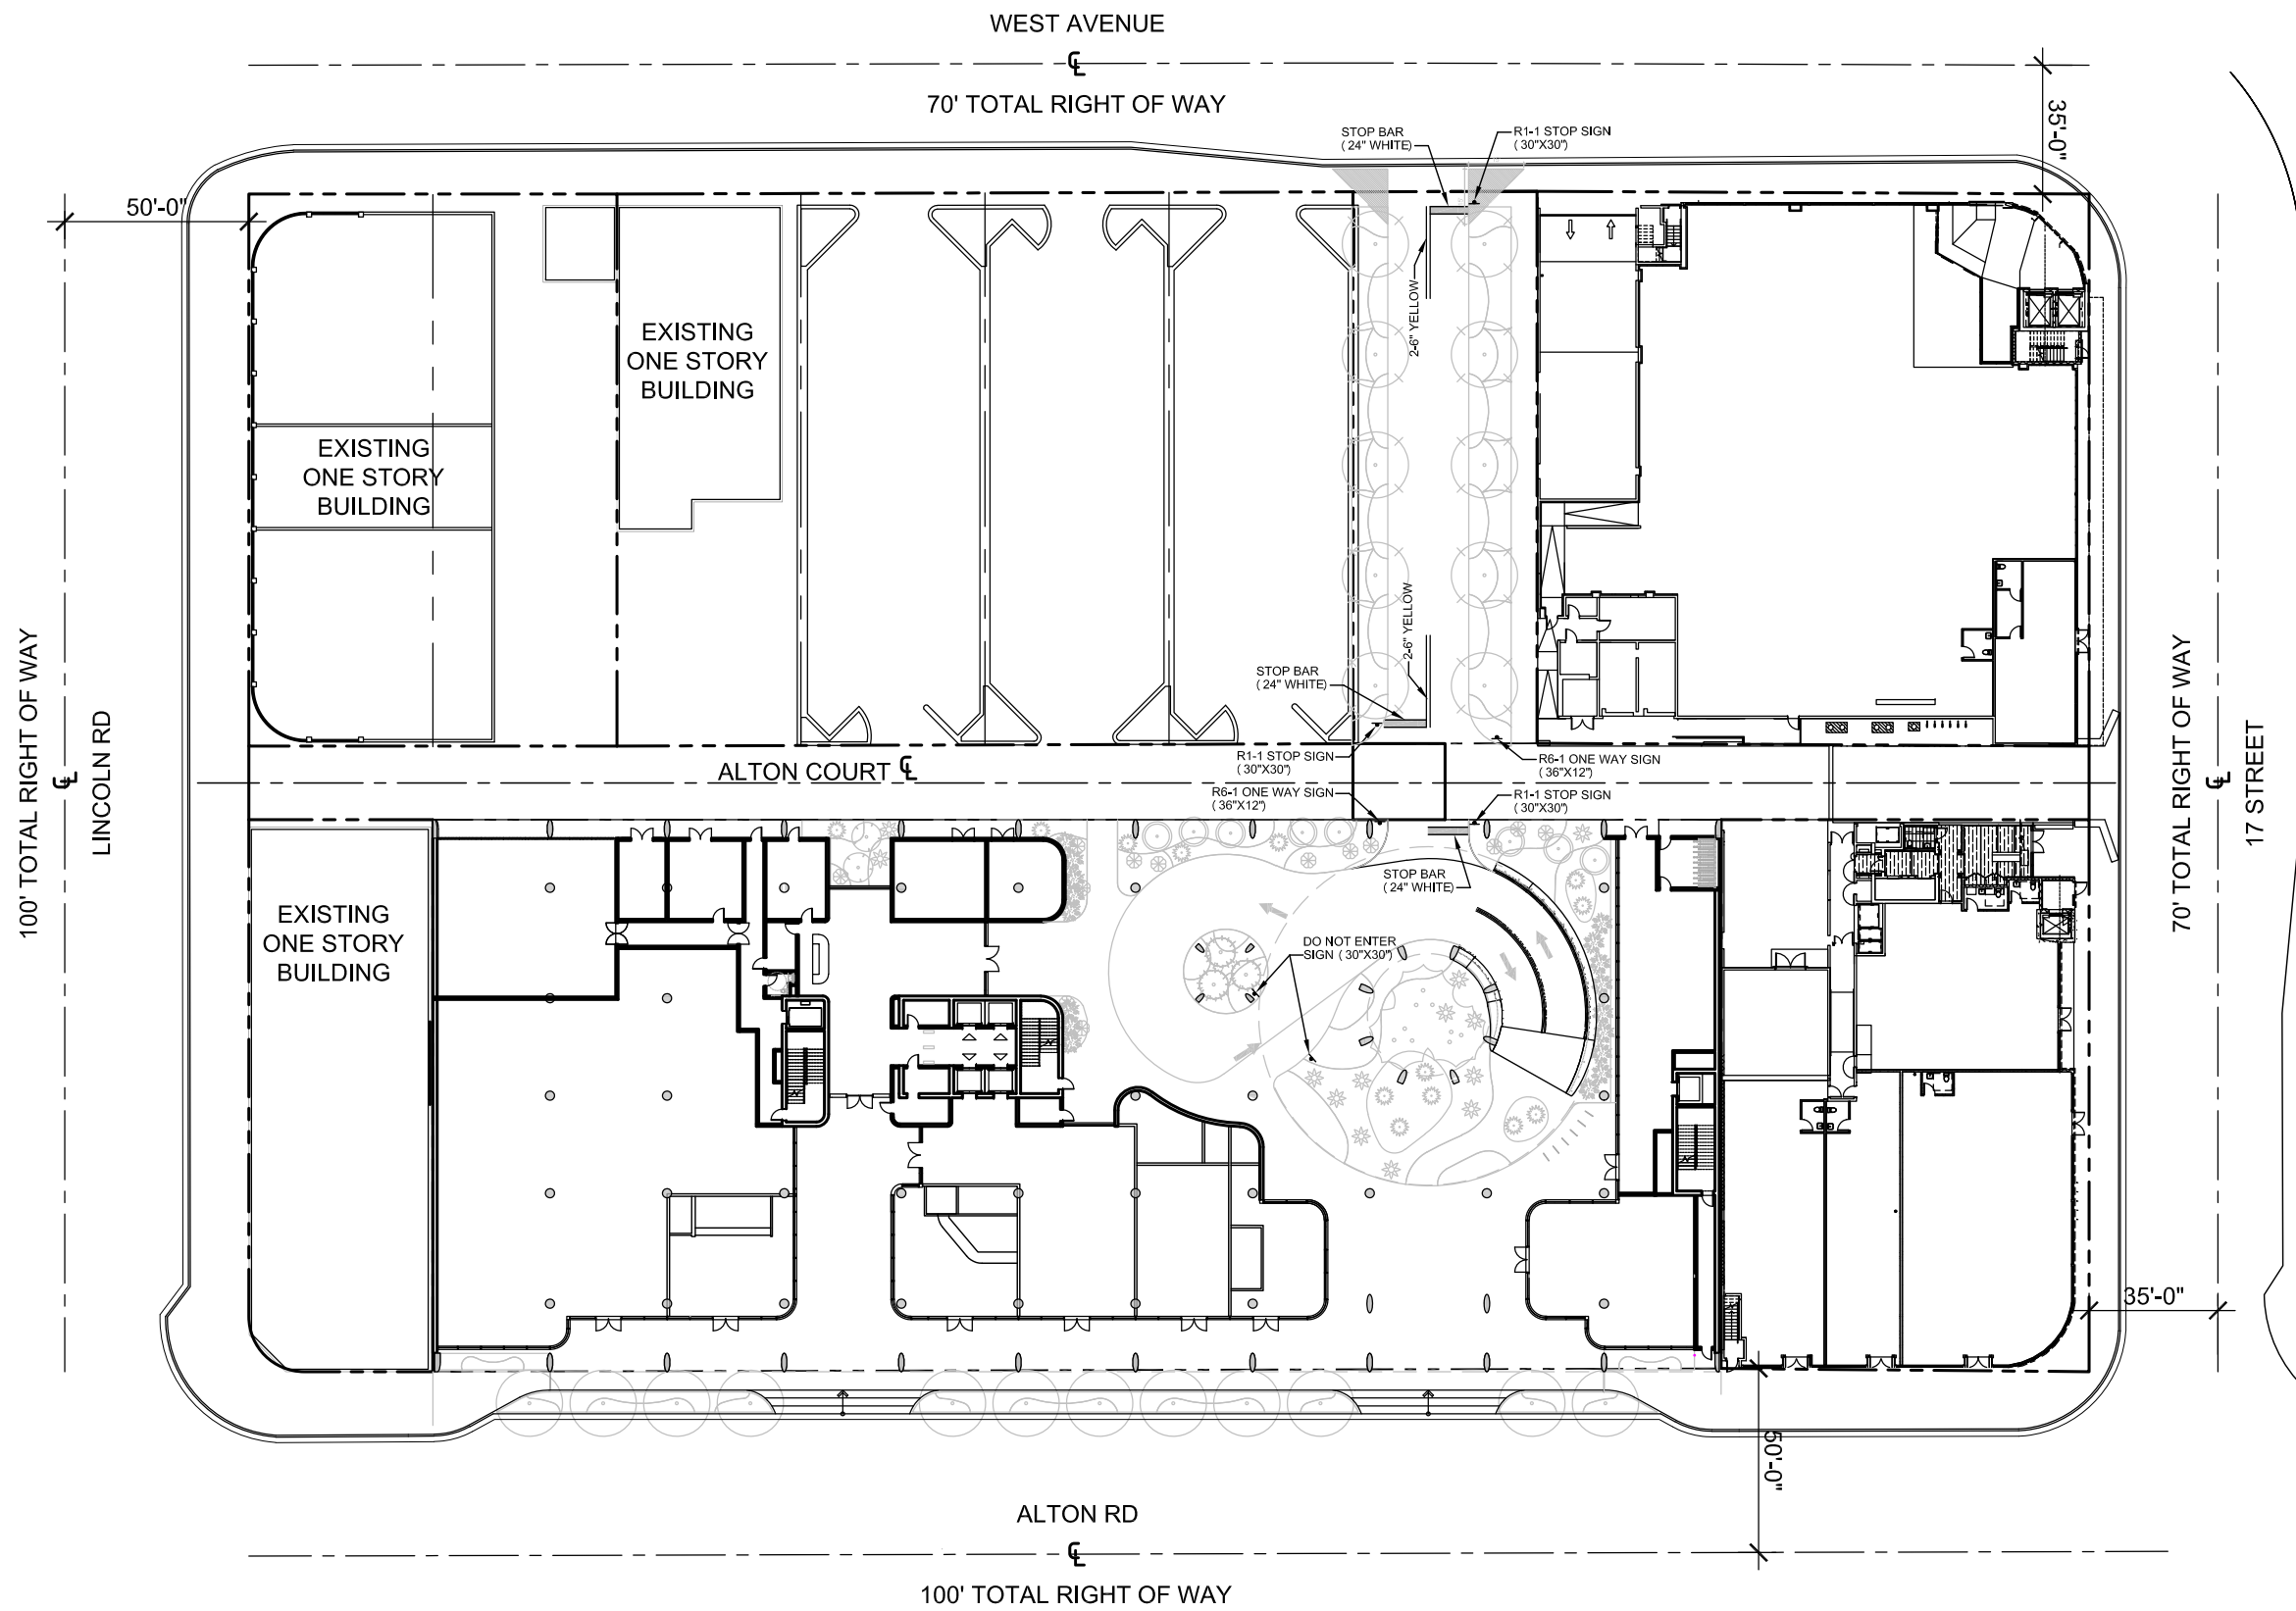 WEST AVENUE
℄
70' TOTAL RIGHT OF WAY
35'-0"
STOP BAR
( 24" WHITE)
R1-1 STOP SIGN
( 30"X30")
50'-0"
2-6" YELLOW
EXISTING
ONE STORY
BUILDING
EXISTING
ONE STORY
BUILDING
2-6" YELLOW
STOP BAR
( 24" WHITE)
100' TOTAL RIGHT OF WAY
℄
LINCOLN RD
70' TOTAL RIGHT OF WAY
℄
17 STREET
ALTON COURT ℄
R1-1 STOP SIGN
( 30"X30")
R6-1 ONE WAY SIGN
( 36"X12")
R6-1 ONE WAY SIGN
( 36"X12")
R1-1 STOP SIGN
( 30"X30")
STOP BAR
( 24" WHITE)
EXISTING
ONE STORY
BUILDING
DO NOT ENTER
SIGN ( 30"X30")
35'-0"
50'-0"
ALTON RD
℄
100' TOTAL RIGHT OF WAY